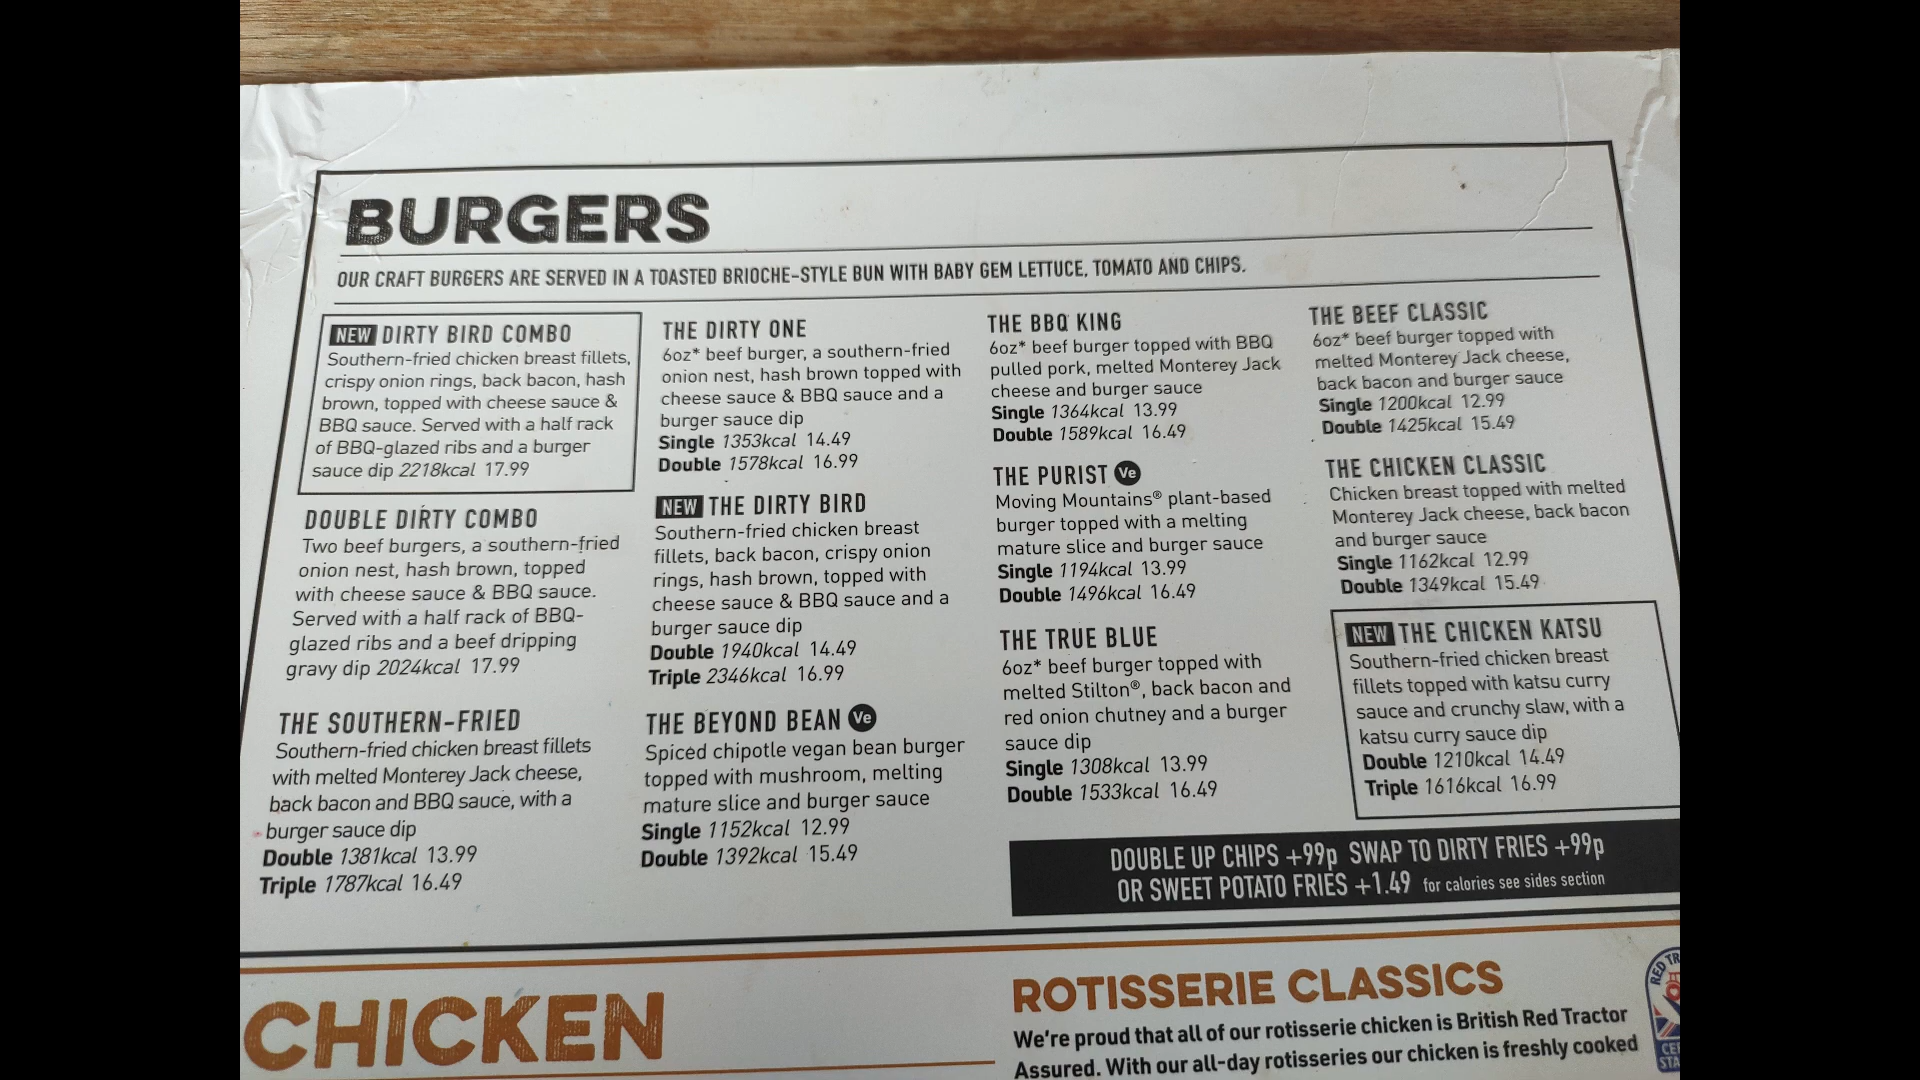 BURGERS
OUR CRAFT BURGERS ARE SERVED IN A TOASTED BRIOCHE-STYLE BUN WITH BABY GEM LETTUCE, TOMATO AND CHIPS.
NEW DIRTY BIRD COMBO
Southern-fried chicken breast fillets,
crispy onion rings, back bacon, hash
brown, topped with cheese sauce &
BBQ sauce. Served with a half rack
of BBQ-glazed ribs and a burger
sauce dip 2218kcal 17.99
DOUBLE DIRTY COMBO
Two beef burgers, a southern-fried
onion nest, hash brown, topped
with cheese sauce & BBQ sauce.
Served with a half rack of BBQ-
glazed ribs and a beef dripping
gravy dip 2024kcal 17.99
THE SOUTHERN-FRIED
Southern-fried chicken breast fillets
with melted Monterey Jack cheese,
back bacon and BBQ sauce, with a
burger sauce dip
Double 1381kcal 13.99
Triple 1787kcal 16.49
THE DIRTY ONE
6oz* beef burger, a southern-fried
onion nest, hash brown topped with
cheese sauce & BBQ sauce and a
burger sauce dip
Single 1353kcal 14.49
Double 1578kcal 16.99
NEW THE DIRTY BIRD
Southern-fried chicken breast
fillets, back bacon, crispy onion
rings, hash brown, topped with
cheese sauce & BBQ sauce and a
burger sauce dip
Double 1940kcal 14.49
Triple 2346kcal 16.99
THE BEYOND BEAN Ve
Spiced chipotle vegan bean burger
topped with mushroom, melting
mature slice and burger sauce
Single 1152kcal 12.99
Double 1392kcal 15.49
THE BBQ KING
6oz* beef burger topped with BBQ
pulled pork, melted Monterey Jack
cheese and burger sauce
Single 1364kcal 13.99
Double 1589kcal 16.49
THE PURIST Ve
Moving Mountains® plant-based
burger topped with a melting
mature slice and burger sauce
Single 1194kcal 13.99
Double 1496kcal 16.49
THE TRUE BLUE
6oz* beef burger topped with
melted Stilton®, back bacon and
red onion chutney and a burger
sauce dip
Single 1308kcal 13.99
Double 1533kcal 16.49
THE BEEF CLASSIC
6oz* beef burger topped with
melted Monterey Jack cheese,
back bacon and burger sauce
Single 1200kcal 12.99
Double 1425kcal 15.49
THE CHICKEN CLASSIC
Chicken breast topped with melted
Monterey Jack cheese, back bacon
and burger sauce
Single 1162kcal 12.99
Double 1349kcal 15.49
NEW THE CHICKEN KATSU
Southern-fried chicken breast
fillets topped with katsu curry
sauce and crunchy slaw, with a
katsu curry sauce dip
Double 1210kcal 14.49
Triple 1616kcal 16.99
DOUBLE UP CHIPS +99p SWAP TO DIRTY FRIES +99p
OR SWEET POTATO FRIES +1.49 for calories see sides section
CHICKEN
ROTISSERIE CLASSICS
We're proud that all of our rotisserie chicken is British Red Tractor
Assured. With our all-day rotisseries our chicken is freshly cooked
RED